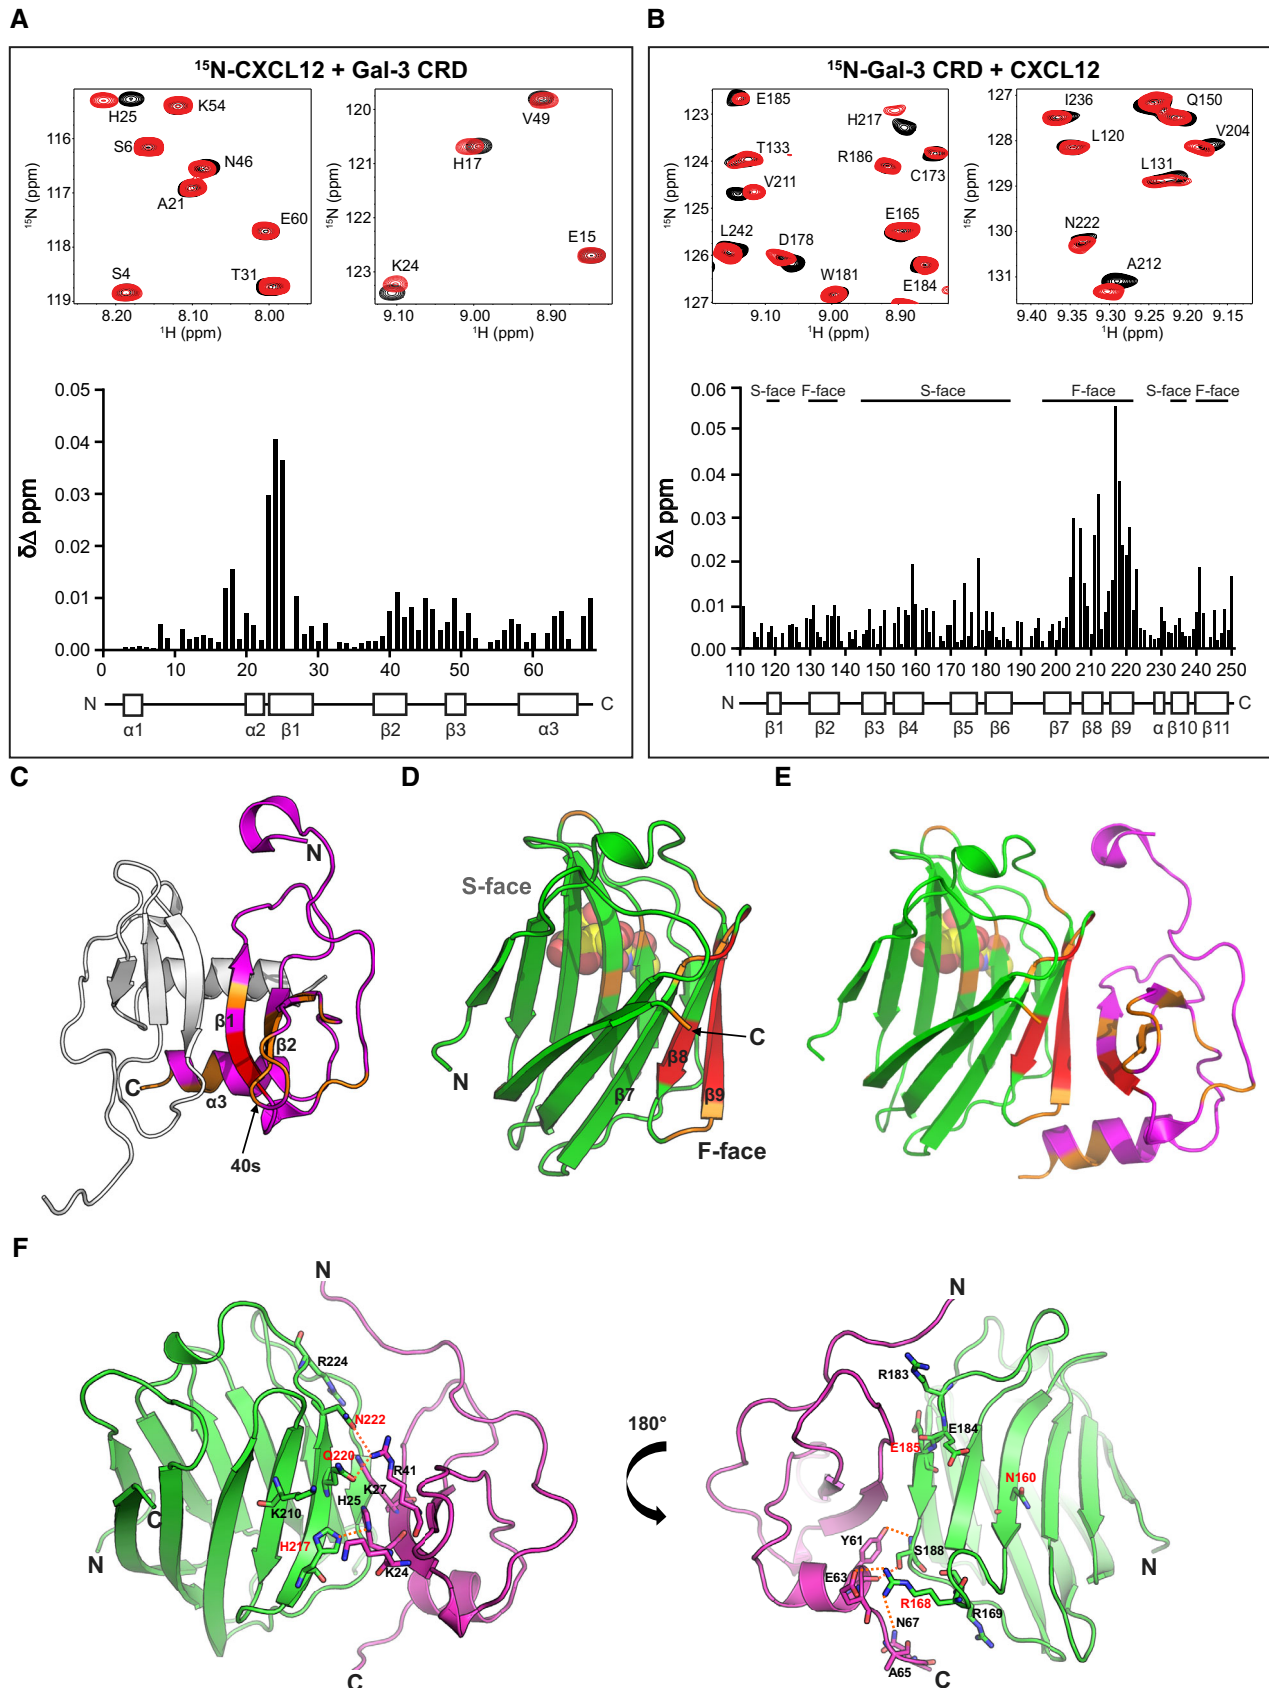 A
B
¹⁵N-CXCL12 + Gal-3 CRD
H25
K54
S6
N46
A21
E60
S4
T31
116
117
118
119
¹⁵N (ppm)
8.20
8.10
8.00
¹H (ppm)
V49
H17
E15
K24
120
121
122
123
¹⁵N (ppm)
9.10
9.00
8.90
¹H (ppm)
¹⁵N-Gal-3 CRD + CXCL12
E185
H217
T133
R186
V211
C173
E165
L242
D178
W181
E184
123
124
125
126
127
¹⁵N (ppm)
9.10
9.00
8.90
¹H (ppm)
I236
Q150
L120
V204
L131
N222
A212
127
128
129
130
131
¹⁵N (ppm)
9.40
9.35
9.30
9.25
9.20
9.15
¹H (ppm)
0.05
0.04
0.03
0.02
0.01
0.00
δΔ ppm
0
10
20
30
40
50
60
N
C
α1
α2
β1
β2
β3
α3
0.06
0.05
0.04
0.03
0.02
0.01
0.00
δΔ ppm
S-face
F-face
S-face
F-face
S-face
F-face
110
120
130
140
150
160
170
180
190
200
210
220
230
240
250
N
C
β1
β2
β3
β4
β5
β6
β7
β8
β9
α
β10
β11
C
D
E
N
β1
β2
C
α3
40s
S-face
N
C
β8
β7
β9
F-face
F
N
R224
N222
Q220
R41
K27
H25
K210
C
H217
K24
N
C
180°
N
R183
E184
E185
N160
Y61
S188
E63
R168
R169
N67
A65
C
N